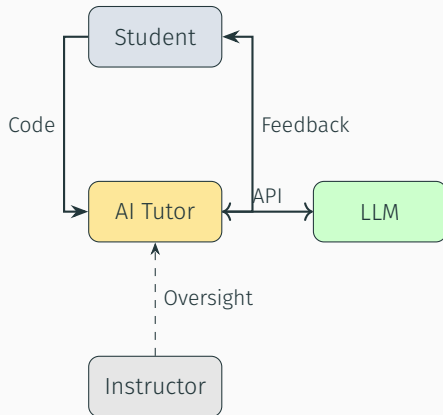 Student
Code
Feedback
AI Tutor
API
LLM
Oversight
Instructor